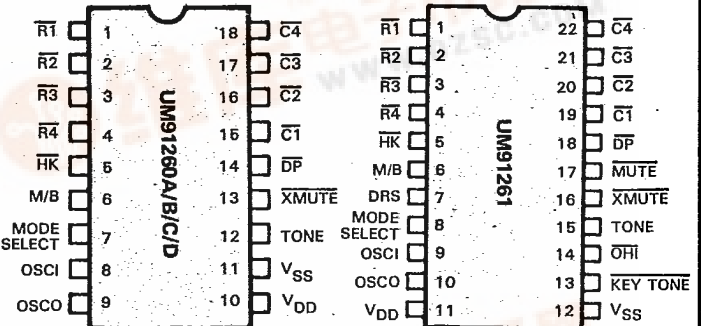 R1 1 18 C4
R2 2 17 C3
R3 3 16 C2
R4 4 15 C1
HK 5 14 DP
M/B 6 13 XMUTE
MODE SELECT 7 12 TONE
OSCI 8 11 VSS
OSCO 9 10 VDD
UM91260A/B/C/D
R1 1 22 C4
R2 2 21 C3
R3 3 20 C2
R4 4 19 C1
HK 5 18 DP
M/B 6 17 MUTE
DRS 7 16 XMUTE
MODE SELECT 8 15 TONE
OSCI 9 14 OHI
OSCO 10 13 KEY TONE
VDD 11 12 VSS
UM91261